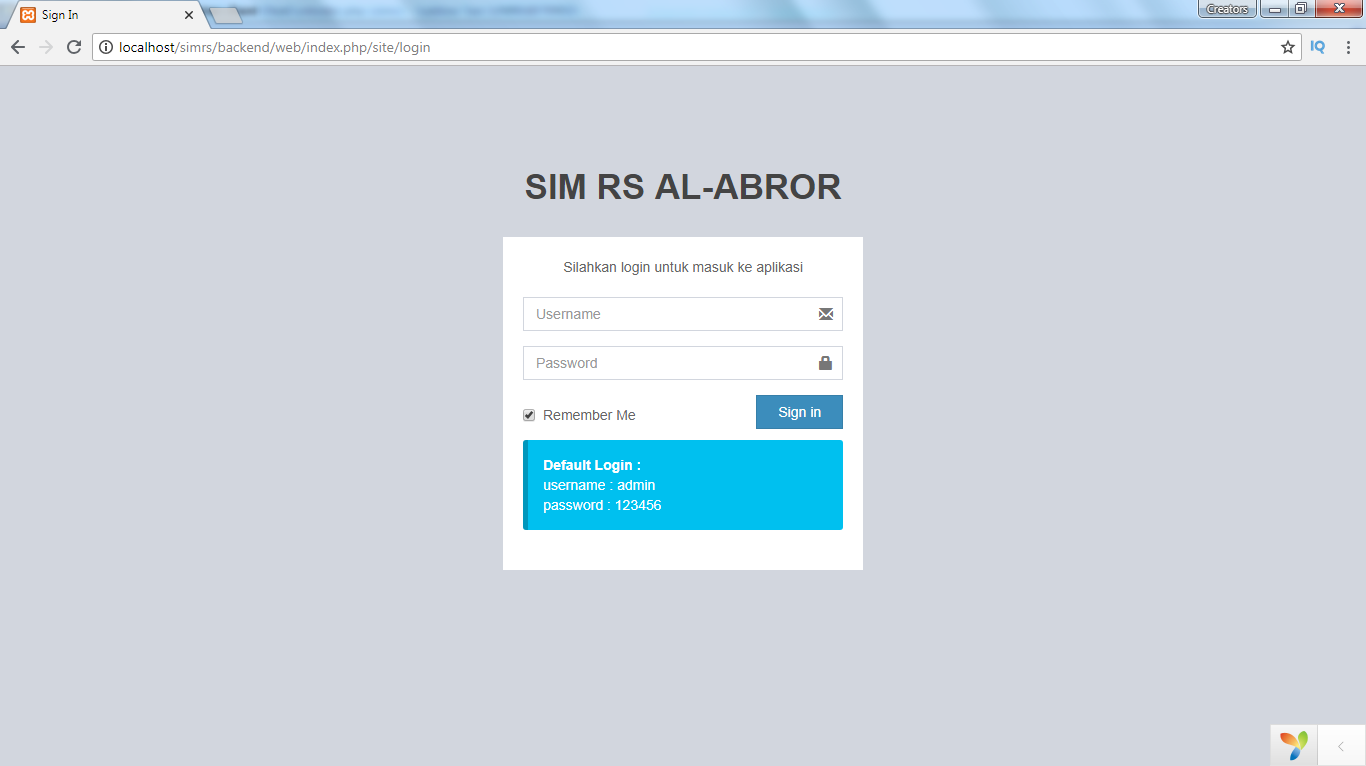 Sign In
Creators
localhost/simrs/backend/web/index.php/site/login
IQ
SIM RS AL-ABROR
Silahkan login untuk masuk ke aplikasi
Username
Password
Remember Me
Sign in
Default Login :
username : admin
password : 123456